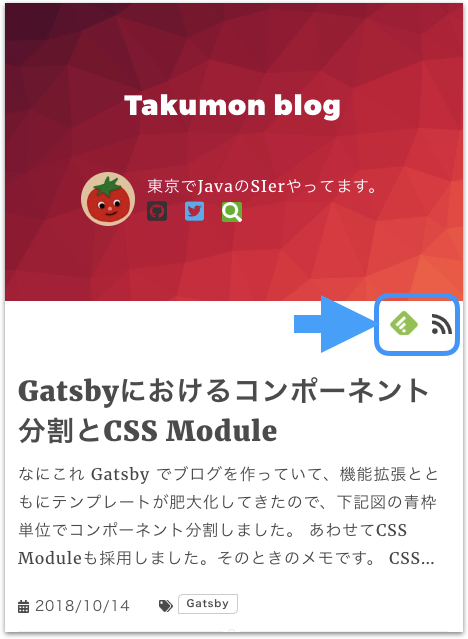 Takumon blog
東京でJavaのSIerやってます。
Gatsbyにおけるコンポーネント
分割とCSS Module
なにこれ Gatsby でブログを作っていて、機能拡張とと
もにテンプレートが肥大化してきたので、下記図の青枠
単位でコンポーネント分割しました。 あわせてCSS
Moduleも採用しました。そのときのメモです。 CSS…
2018/10/14 Gatsby